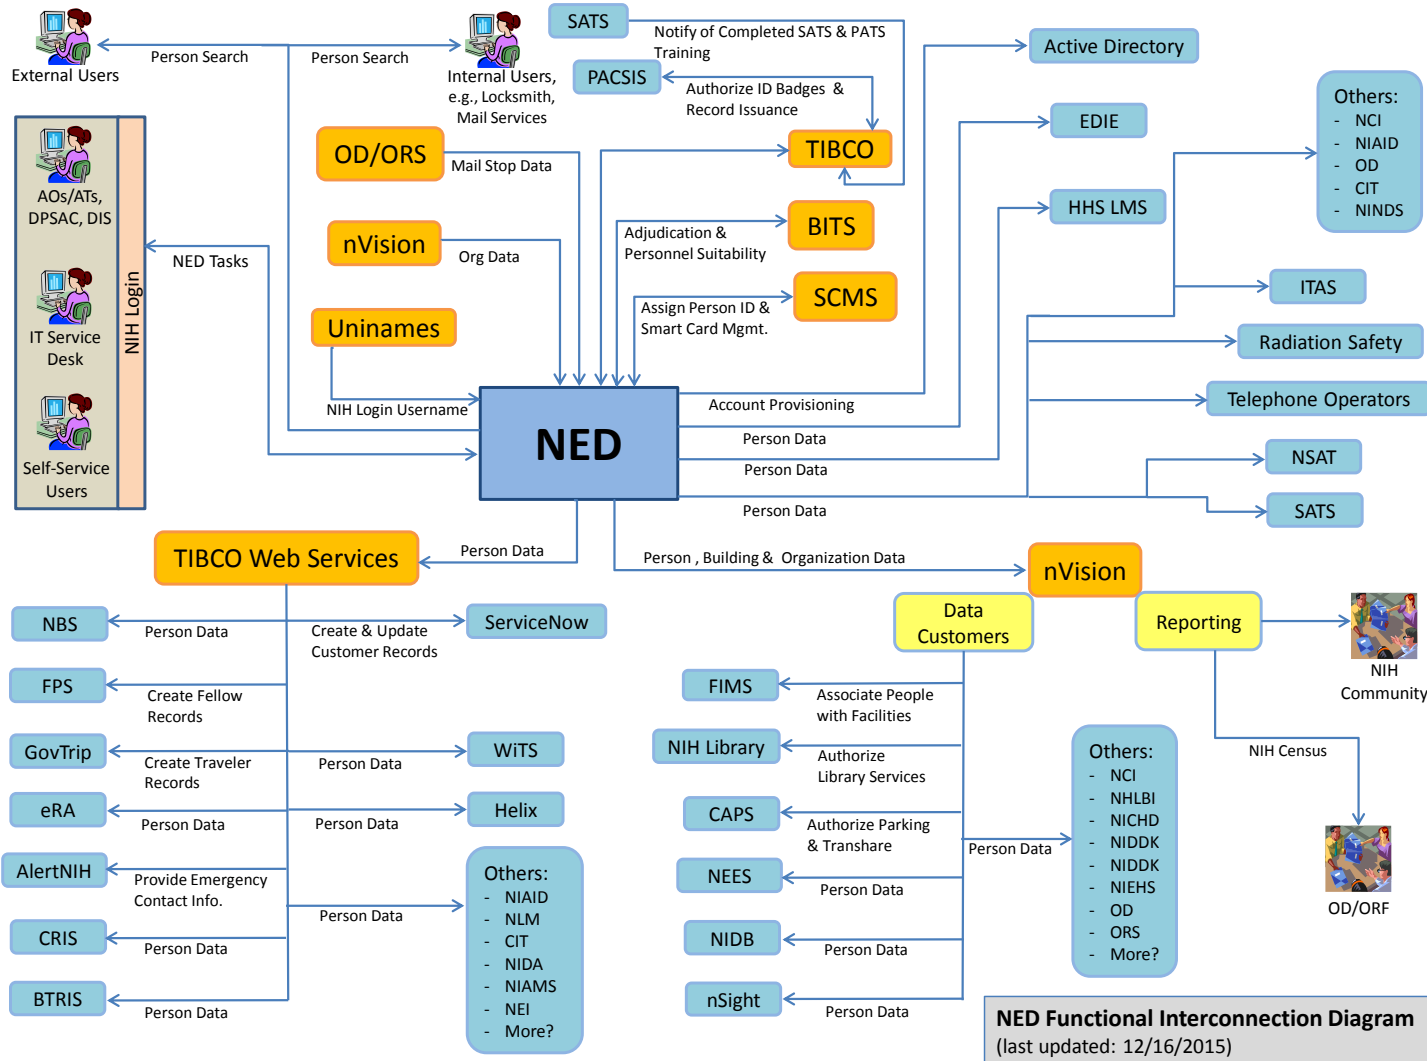 External Users
Person Search
Person Search
Internal Users,
e.g., Locksmith,
Mail Services
SATS
Notify of Completed SATS & PATS
Training
PACSIS
Authorize ID Badges &
Record Issuance
Active Directory
EDIE
HHS LMS
Others:
- NCI
- NIAID
- OD
- CIT
- NINDS
AOs/ATs,
DPSAC, DIS
IT Service
Desk
Self-Service
Users
NIH Login
NED Tasks
OD/ORS
Mail Stop Data
nVision
Org Data
Uninames
NIH Login Username
TIBCO
BITS
Adjudication &
Personnel Suitability
SCMS
Assign Person ID &
Smart Card Mgmt.
ITAS
Radiation Safety
Telephone Operators
NSAT
SATS
NED
Account Provisioning
Person Data
Person Data
Person Data
TIBCO Web Services
Person Data
Person , Building & Organization Data
nVision
Data
Customers
Reporting
NIH
Community
NIH Census
OD/ORF
NBS
Person Data
Create & Update
Customer Records
ServiceNow
FPS
Create Fellow
Records
GovTrip
Create Traveler
Records
Person Data
WiTS
eRA
Person Data
Person Data
Helix
AlertNIH
Provide Emergency
Contact Info.
Person Data
CRIS
Person Data
BTRIS
Person Data
Others:
- NIAID
- NLM
- CIT
- NIDA
- NIAMS
- NEI
- More?
FIMS
Associate People
with Facilities
NIH Library
Authorize
Library Services
CAPS
Authorize Parking
& Transhare
NEES
Person Data
NIDB
Person Data
nSight
Person Data
Person Data
Others:
- NCI
- NHLBI
- NICHD
- NIDDK
- NIDDK
- NIEHS
- OD
- ORS
- More?
NED Functional Interconnection Diagram
(last updated: 12/16/2015)